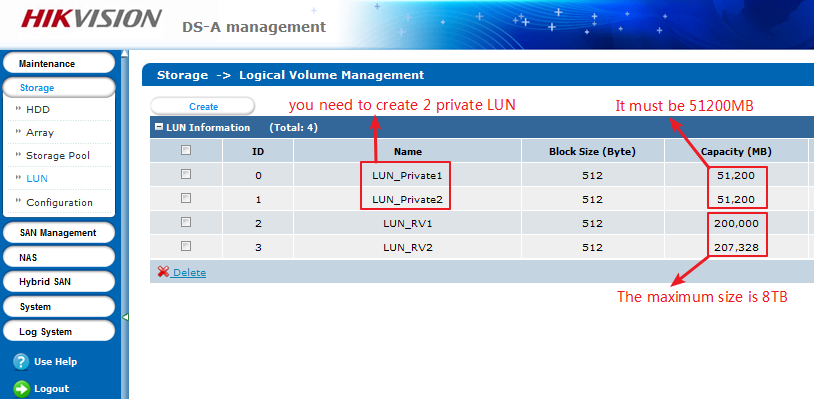 HIKVISION
DS-A management
Maintenance
Storage
HDD
Array
Storage Pool
LUN
Configuration
SAN Management
NAS
Hybrid SAN
System
Log System
Use Help
Logout
Storage -> Logical Volume Management
Create
you need to create 2 private LUN
It must be 51200MB
LUN Information (Total: 4)
ID Name Block Size (Byte) Capacity (MB)
0 LUN_Private1 512 51,200
1 LUN_Private2 512 51,200
2 LUN_RV1 512 200,000
3 LUN_RV2 512 207,328
Delete
The maximum size is 8TB